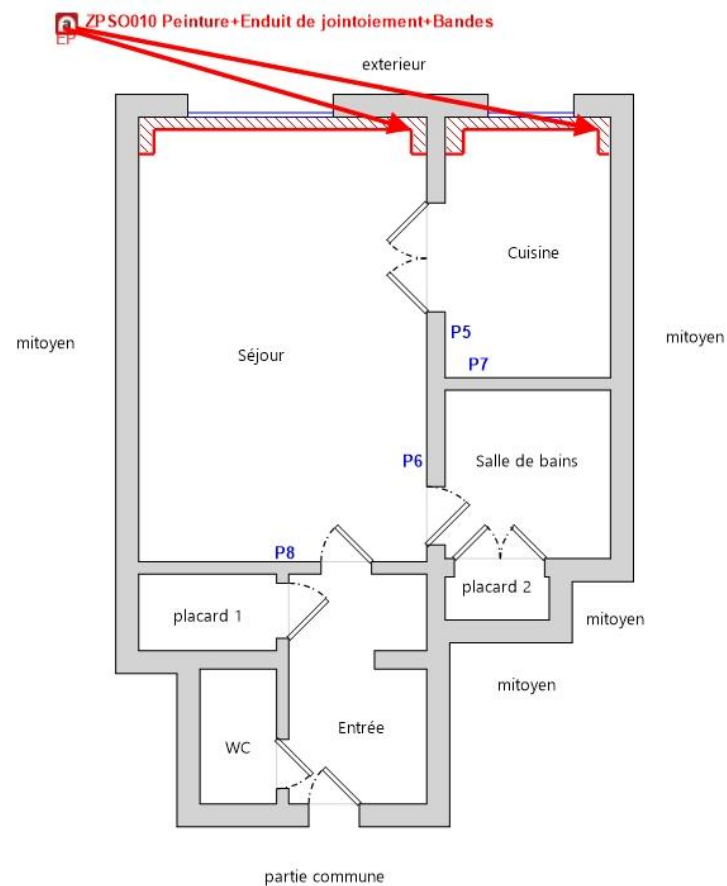 a ZPSO010 Peinture+Enduit de jointoiement+Bandes
EP
exterieur
Cuisine
mitoyen
mitoyen
P5
Séjour
P7
P6
Salle de bains
P8
placard 1
placard 2
mitoyen
mitoyen
Entrée
WC
partie commune